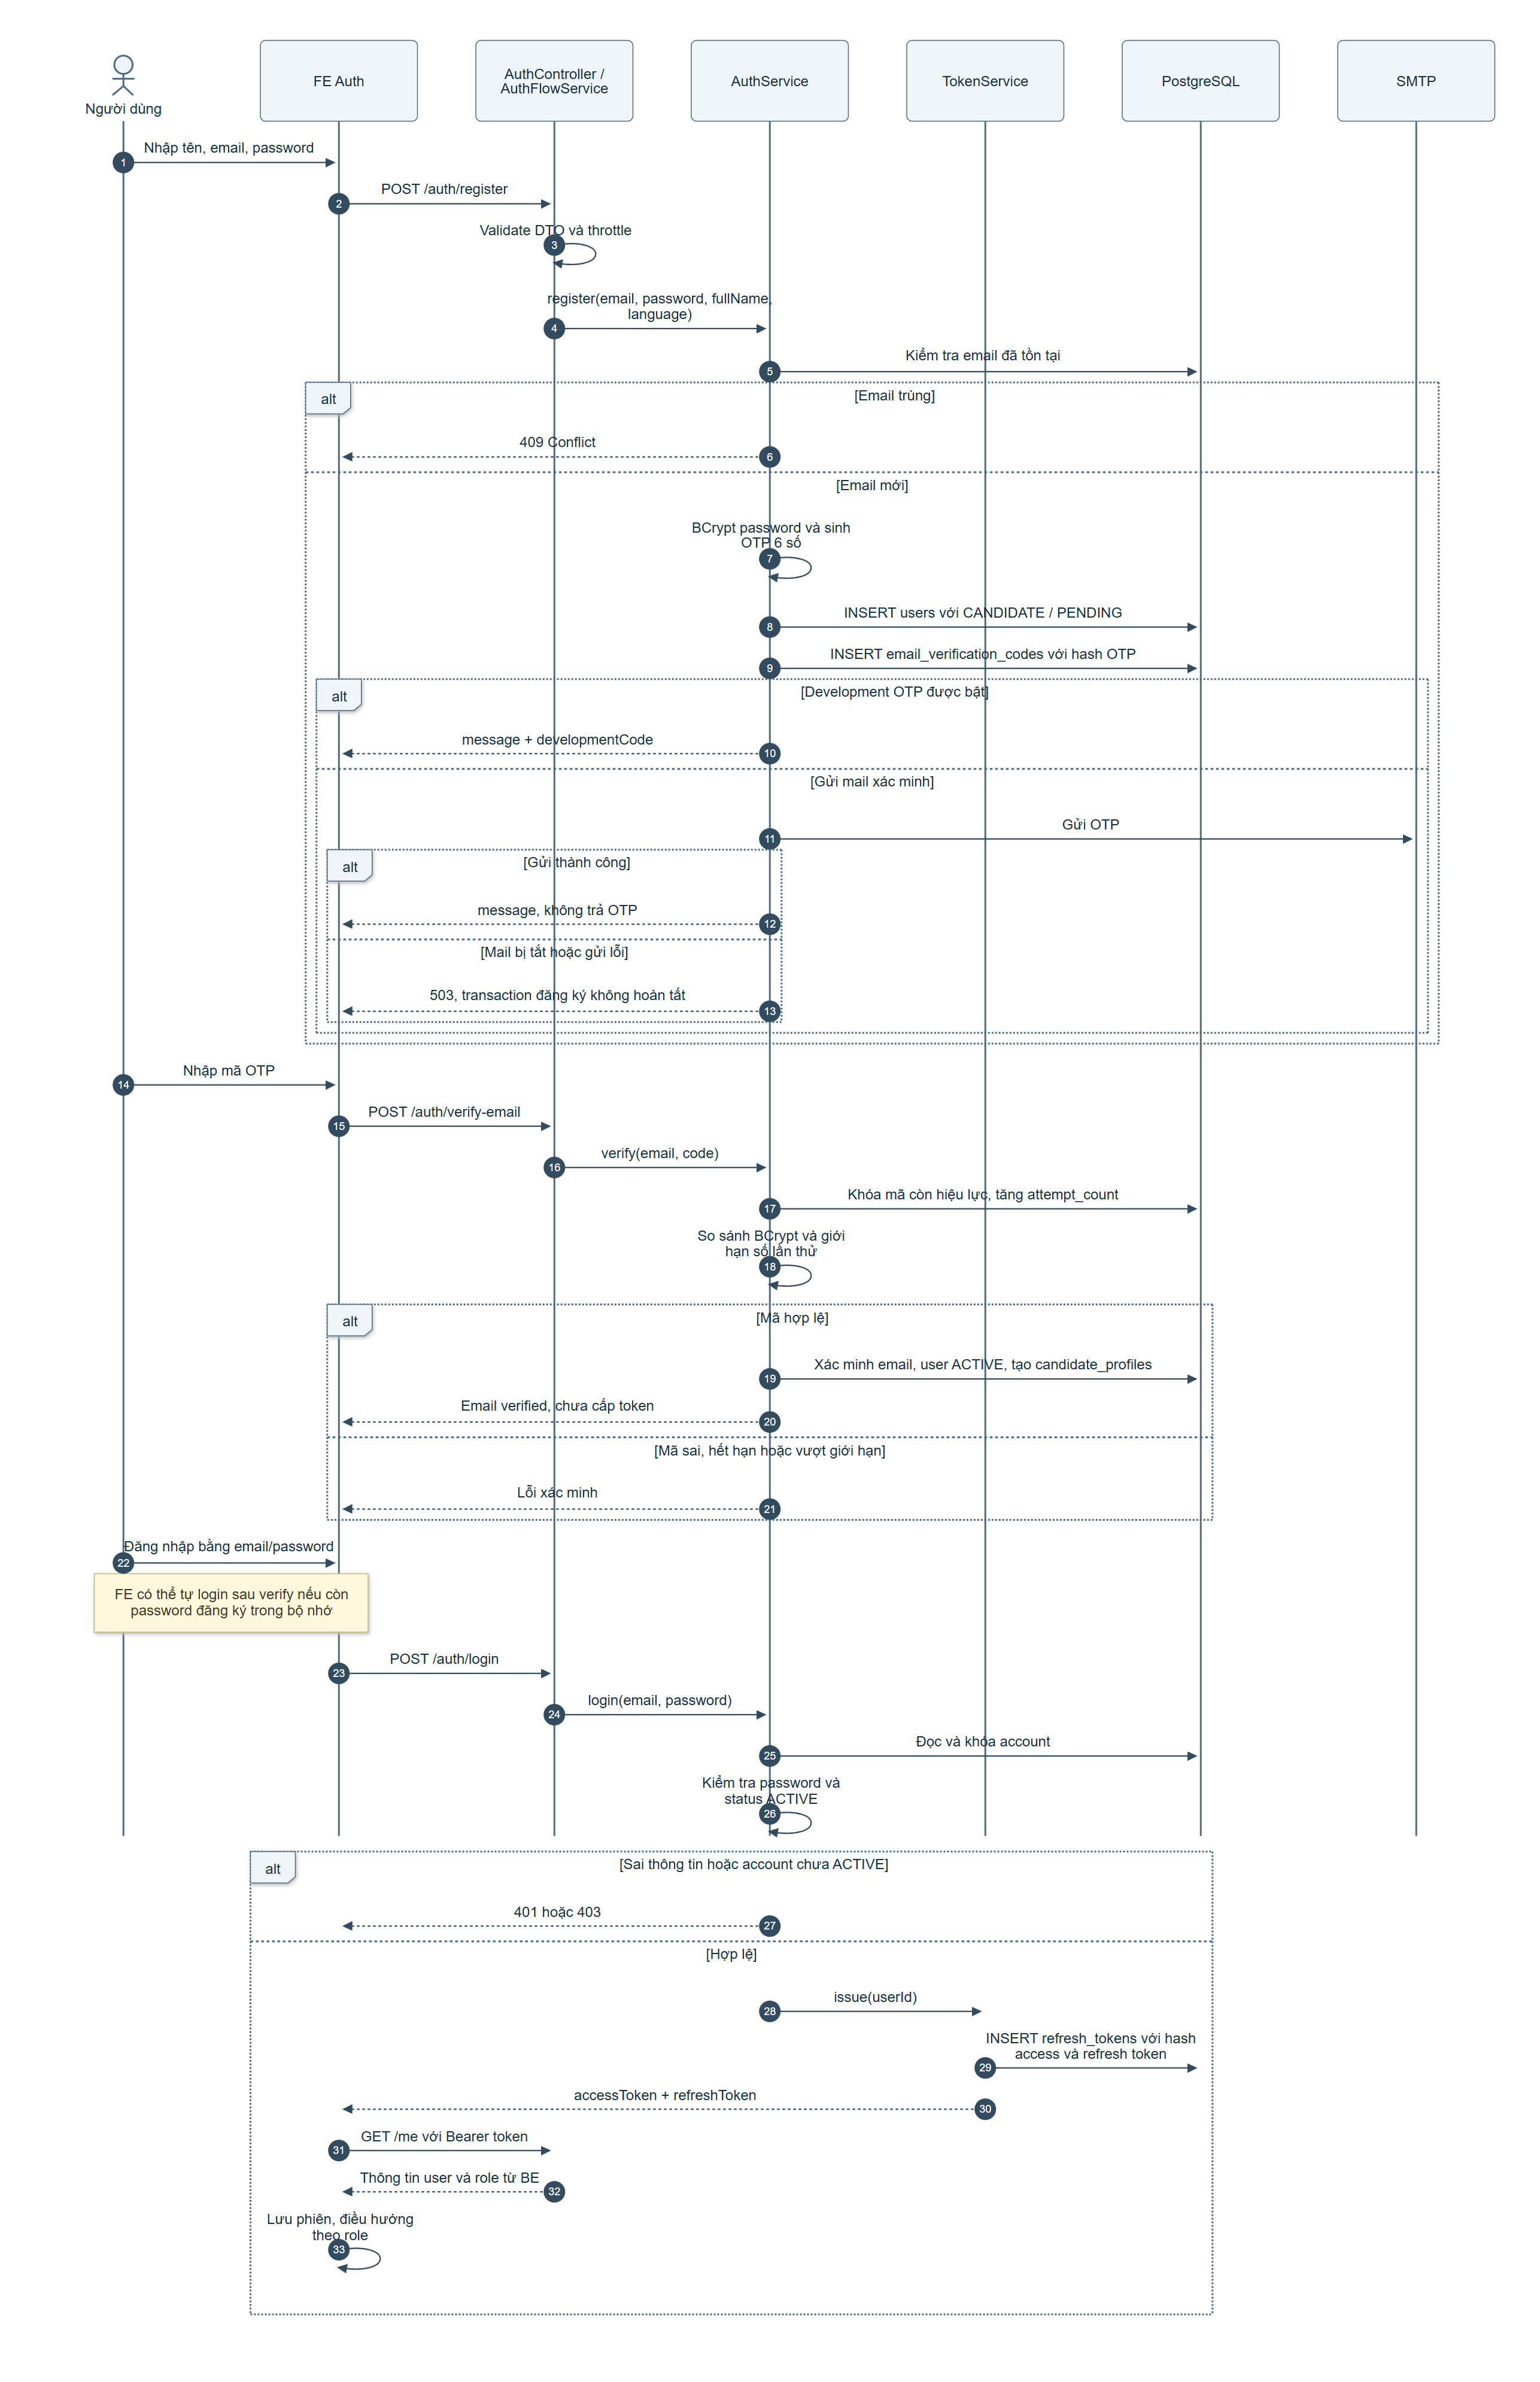 Người dùng
FE Auth
AuthController /
AuthFlowService
AuthService
TokenService
PostgreSQL
SMTP
Nhập tên, email, password
1
POST /auth/register
2
Validate DTO và throttle
3
register(email, password, fullName,
language)
4
Kiểm tra email đã tồn tại
5
alt
[Email trùng]
409 Conflict
6
[Email mới]
BCrypt password và sinh
OTP 6 số
7
INSERT users với CANDIDATE / PENDING
8
INSERT email_verification_codes với hash OTP
9
alt
[Development OTP được bật]
message + developmentCode
10
[Gửi mail xác minh]
Gửi OTP
11
alt
[Gửi thành công]
message, không trả OTP
12
[Mail bị tắt hoặc gửi lỗi]
503, transaction đăng ký không hoàn tất
13
Nhập mã OTP
14
POST /auth/verify-email
15
verify(email, code)
16
Khóa mã còn hiệu lực, tăng attempt_count
17
So sánh BCrypt và giới
hạn số lần thử
18
alt
[Mã hợp lệ]
Xác minh email, user ACTIVE, tạo candidate_profiles
19
Email verified, chưa cấp token
20
[Mã sai, hết hạn hoặc vượt giới hạn]
Lỗi xác minh
21
Đăng nhập bằng email/password
22
FE có thể tự login sau verify nếu còn
password đăng ký trong bộ nhớ
POST /auth/login
23
login(email, password)
24
Đọc và khóa account
25
Kiểm tra password và
status ACTIVE
26
alt
[Sai thông tin hoặc account chưa ACTIVE]
401 hoặc 403
27
[Hợp lệ]
issue(userId)
28
INSERT refresh_tokens với hash
access và refresh token
29
accessToken + refreshToken
30
GET /me với Bearer token
31
Thông tin user và role từ BE
32
Lưu phiên, điều hướng
theo role
33